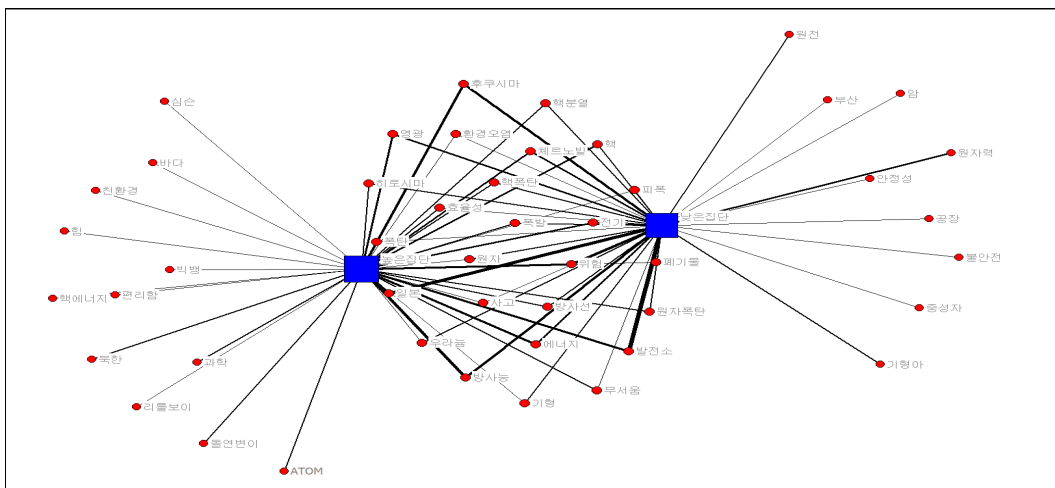 원전
후쿠시마
암
부산
심슨
핵분열
영광
환경오염
핵
체르노빌
원자력
바다
안정성
히로시마
핵폭탄
친환경
피폭
효율성
낮은집단
공장
폭발
전기
힘
폭탄
불안전
원자
높은집단
위험
폐기물
빅뱅
일본
편리함
핵에너지
사고
방사선
중성자
원자폭탄
우라늄
에너지
발전소
북한
과학
기형아
방사능
무서움
기형
리틀보이
돌연변이
ATOM